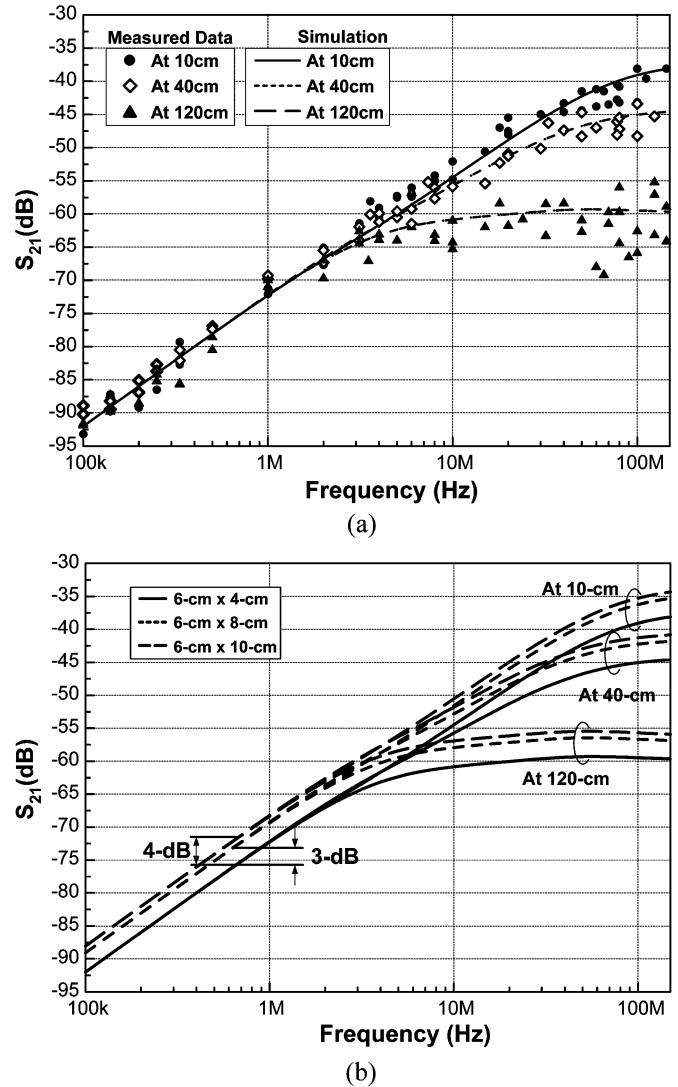 -30
-35
-40
-45
-50
-55
-60
-65
-70
-75
-80
-85
-90
-95
S21(dB)
Measured Data
At 10cm
At 40cm
At 120cm
Simulation
At 10cm
At 40cm
At 120cm
100k 1M 10M 100M
Frequency (Hz)
(a)
-30
-35
-40
-45
-50
-55
-60
-65
-70
-75
-80
-85
-90
-95
S21(dB)
6-cm x 4-cm
6-cm x 8-cm
6-cm x 10-cm
At 10-cm
At 40-cm
At 120-cm
4-dB
3-dB
100k 1M 10M 100M
Frequency (Hz)
(b)